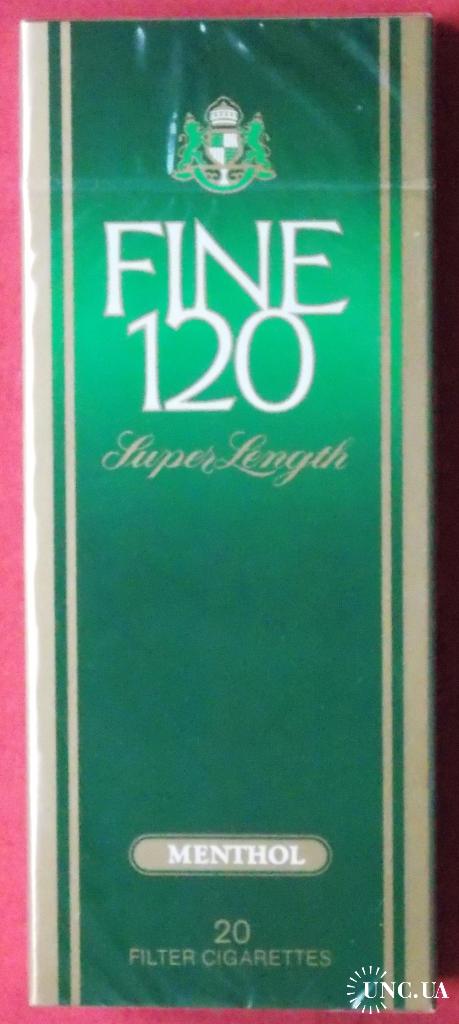 FINE
120
Super Length
MENTHOL
20
FILTER CIGARETTES
UNC.UA